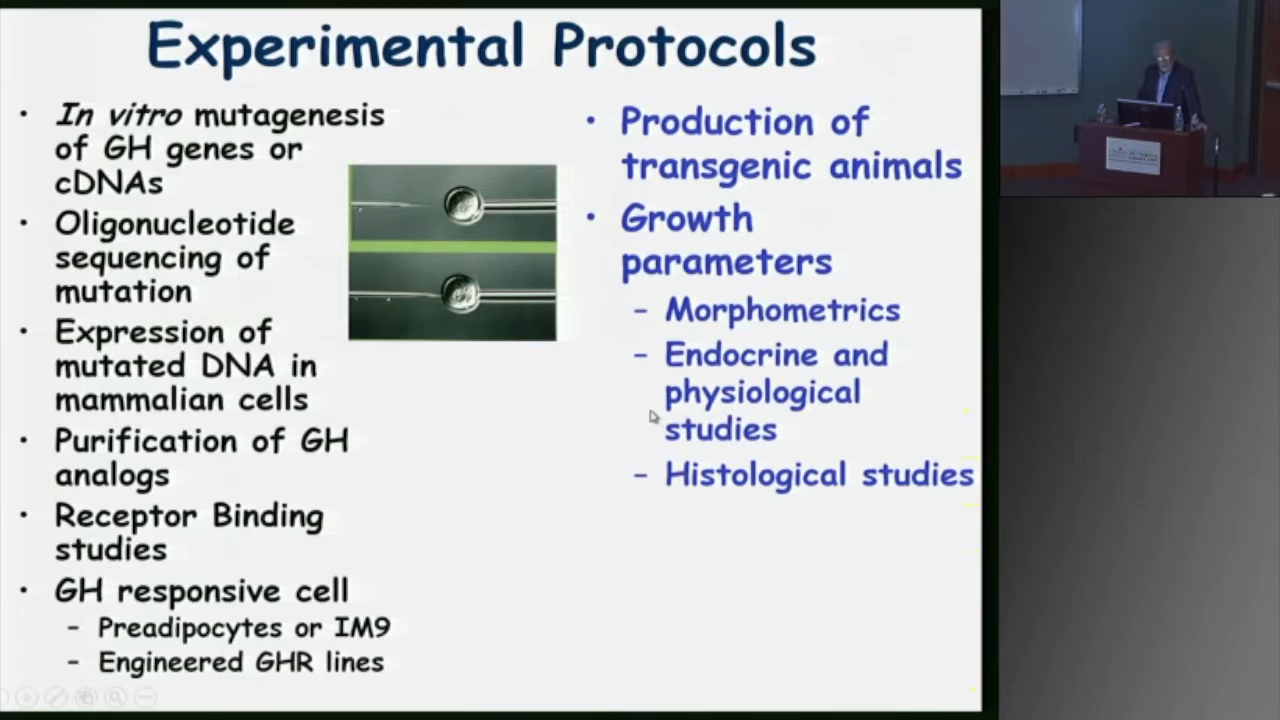 Experimental Protocols
• In vitro mutagenesis
of GH genes or
cDNAs
• Oligonucleotide
sequencing of
mutation
• Expression of
mutated DNA in
mammalian cells
• Purification of GH
analogs
• Receptor Binding
studies
• GH responsive cell
– Preadipocytes or IM9
– Engineered GHR lines
• Production of
transgenic animals
• Growth
parameters
– Morphometrics
– Endocrine and
physiological
studies
– Histological studies